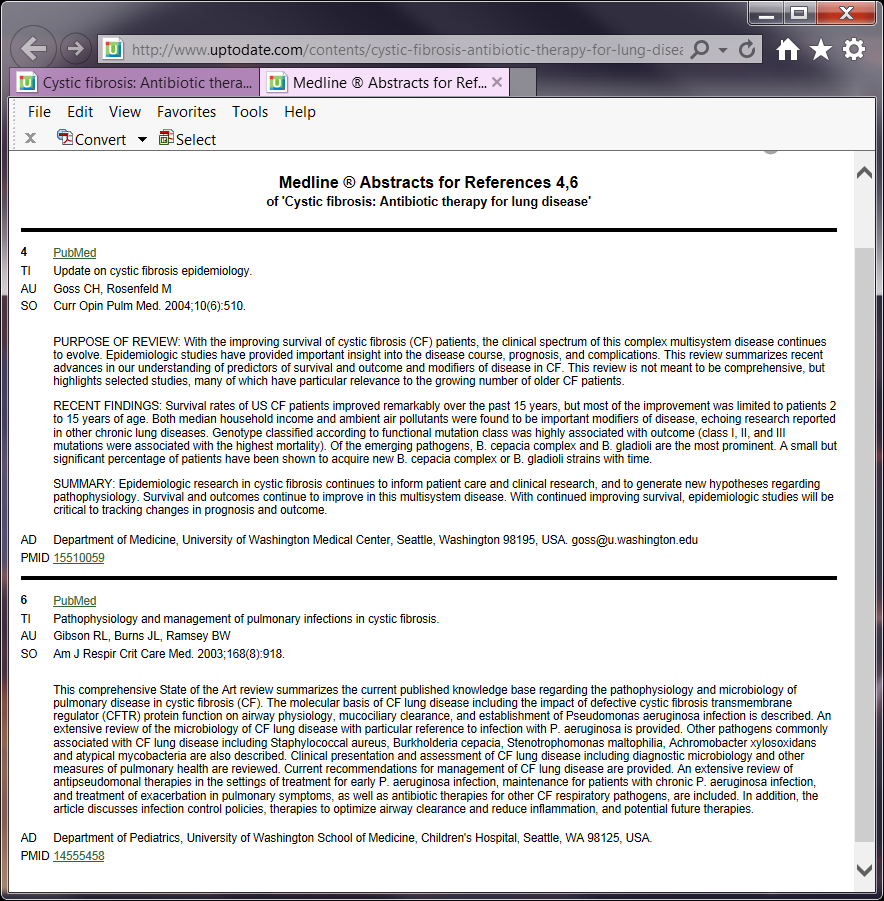 http://www.uptodate.com/contents/cystic-fibrosis-antibiotic-therapy-for-lung-disea
Cystic fibrosis: Antibiotic thera...
Medline ® Abstracts for Ref...
File Edit View Favorites Tools Help
x Convert Select
Medline ® Abstracts for References 4,6
of 'Cystic fibrosis: Antibiotic therapy for lung disease'
4 PubMed
TI Update on cystic fibrosis epidemiology.
AU Goss CH, Rosenfeld M
SO Curr Opin Pulm Med. 2004;10(6):510.
PURPOSE OF REVIEW: With the improving survival of cystic fibrosis (CF) patients, the clinical spectrum of this complex multisystem disease continues
to evolve. Epidemiologic studies have provided important insight into the disease course, prognosis, and complications. This review summarizes recent
advances in our understanding of predictors of survival and outcome and modifiers of disease in CF. This review is not meant to be comprehensive, but
highlights selected studies, many of which have particular relevance to the growing number of older CF patients.
RECENT FINDINGS: Survival rates of US CF patients improved remarkably over the past 15 years, but most of the improvement was limited to patients 2
to 15 years of age. Both median household income and ambient air pollutants were found to be important modifiers of disease, echoing research reported
in other chronic lung diseases. Genotype classified according to functional mutation class was highly associated with outcome (class I, II, and III
mutations were associated with the highest mortality). Of the emerging pathogens, B. cepacia complex and B. gladioli are the most prominent. A small but
significant percentage of patients have been shown to acquire new B. cepacia complex or B. gladioli strains with time.
SUMMARY: Epidemiologic research in cystic fibrosis continues to inform patient care and clinical research, and to generate new hypotheses regarding
pathophysiology. Survival and outcomes continue to improve in this multisystem disease. With continued improving survival, epidemiologic studies will be
critical to tracking changes in prognosis and outcome.
AD Department of Medicine, University of Washington Medical Center, Seattle, Washington 98195, USA. goss@u.washington.edu
PMID 15510059
6 PubMed
TI Pathophysiology and management of pulmonary infections in cystic fibrosis.
AU Gibson RL, Burns JL, Ramsey BW
SO Am J Respir Crit Care Med. 2003;168(8):918.
This comprehensive State of the Art review summarizes the current published knowledge base regarding the pathophysiology and microbiology of
pulmonary disease in cystic fibrosis (CF). The molecular basis of CF lung disease including the impact of defective cystic fibrosis transmembrane
regulator (CFTR) protein function on airway physiology, mucociliary clearance, and establishment of Pseudomonas aeruginosa infection is described. An
extensive review of the microbiology of CF lung disease with particular reference to infection with P. aeruginosa is provided. Other pathogens commonly
associated with CF lung disease including Staphylococcal aureus, Burkholderia cepacia, Stenotrophomonas maltophilia, Achromobacter xylosoxidans
and atypical mycobacteria are also described. Clinical presentation and assessment of CF lung disease including diagnostic microbiology and other
measures of pulmonary health are reviewed. Current recommendations for management of CF lung disease are provided. An extensive review of
antipseudomonal therapies in the settings of treatment for early P. aeruginosa infection, maintenance for patients with chronic P. aeruginosa infection,
and treatment of exacerbation in pulmonary symptoms, as well as antibiotic therapies for other CF respiratory pathogens, are included. In addition, the
article discusses infection control policies, therapies to optimize airway clearance and reduce inflammation, and potential future therapies.
AD Department of Pediatrics, University of Washington School of Medicine, Children's Hospital, Seattle, WA 98125, USA.
PMID 14555458